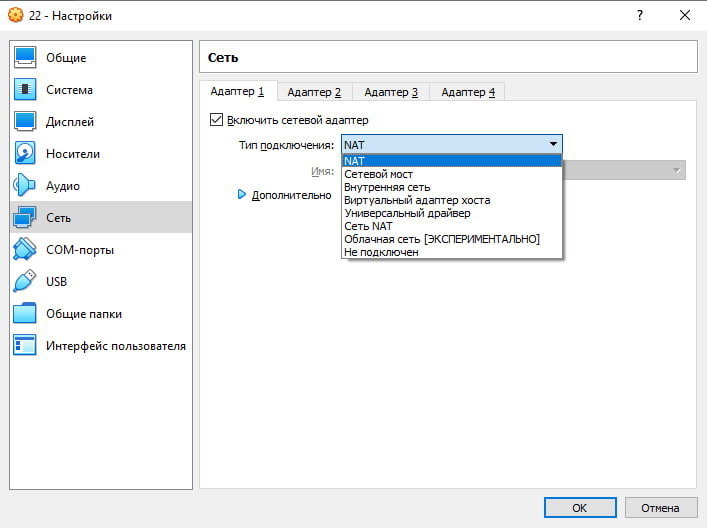 22 - Настройки
?
Общие
Система
Дисплей
Носители
Аудио
Сеть
COM-порты
USB
Общие папки
Интерфейс пользователя
Сеть
Адаптер 1 Адаптер 2 Адаптер 3 Адаптер 4
Включить сетевой адаптер
Тип подключения: NAT
NAT
Сетевой мост
Внутренняя сеть
Виртуальный адаптер хоста
Универсальный драйвер
Сеть NAT
Облачная сеть [ЭКСПЕРИМЕНТАЛЬНО]
Не подключен
Имя:
Дополнительно
OK Отмена